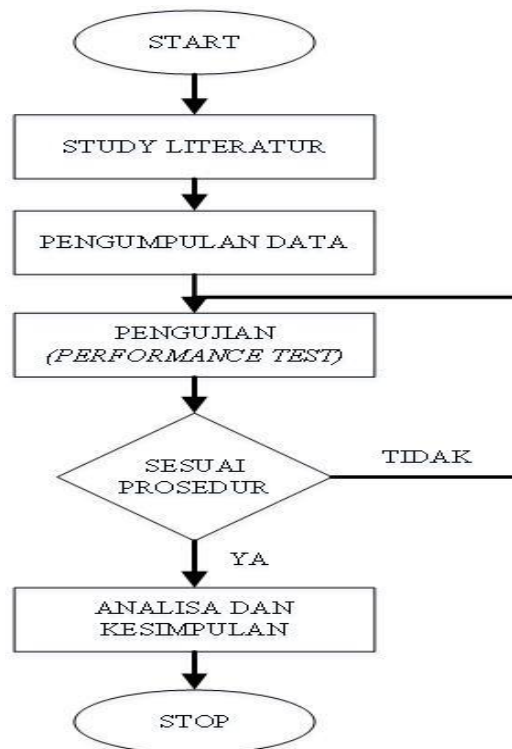 START
STUDY LITERATUR
PENGUMPULAN DATA
PENGUJIAN
(PERFORMANCE TEST)
SESUAI
PROSEDUR
TIDAK
YA
ANALISA DAN
KESIMPULAN
STOP